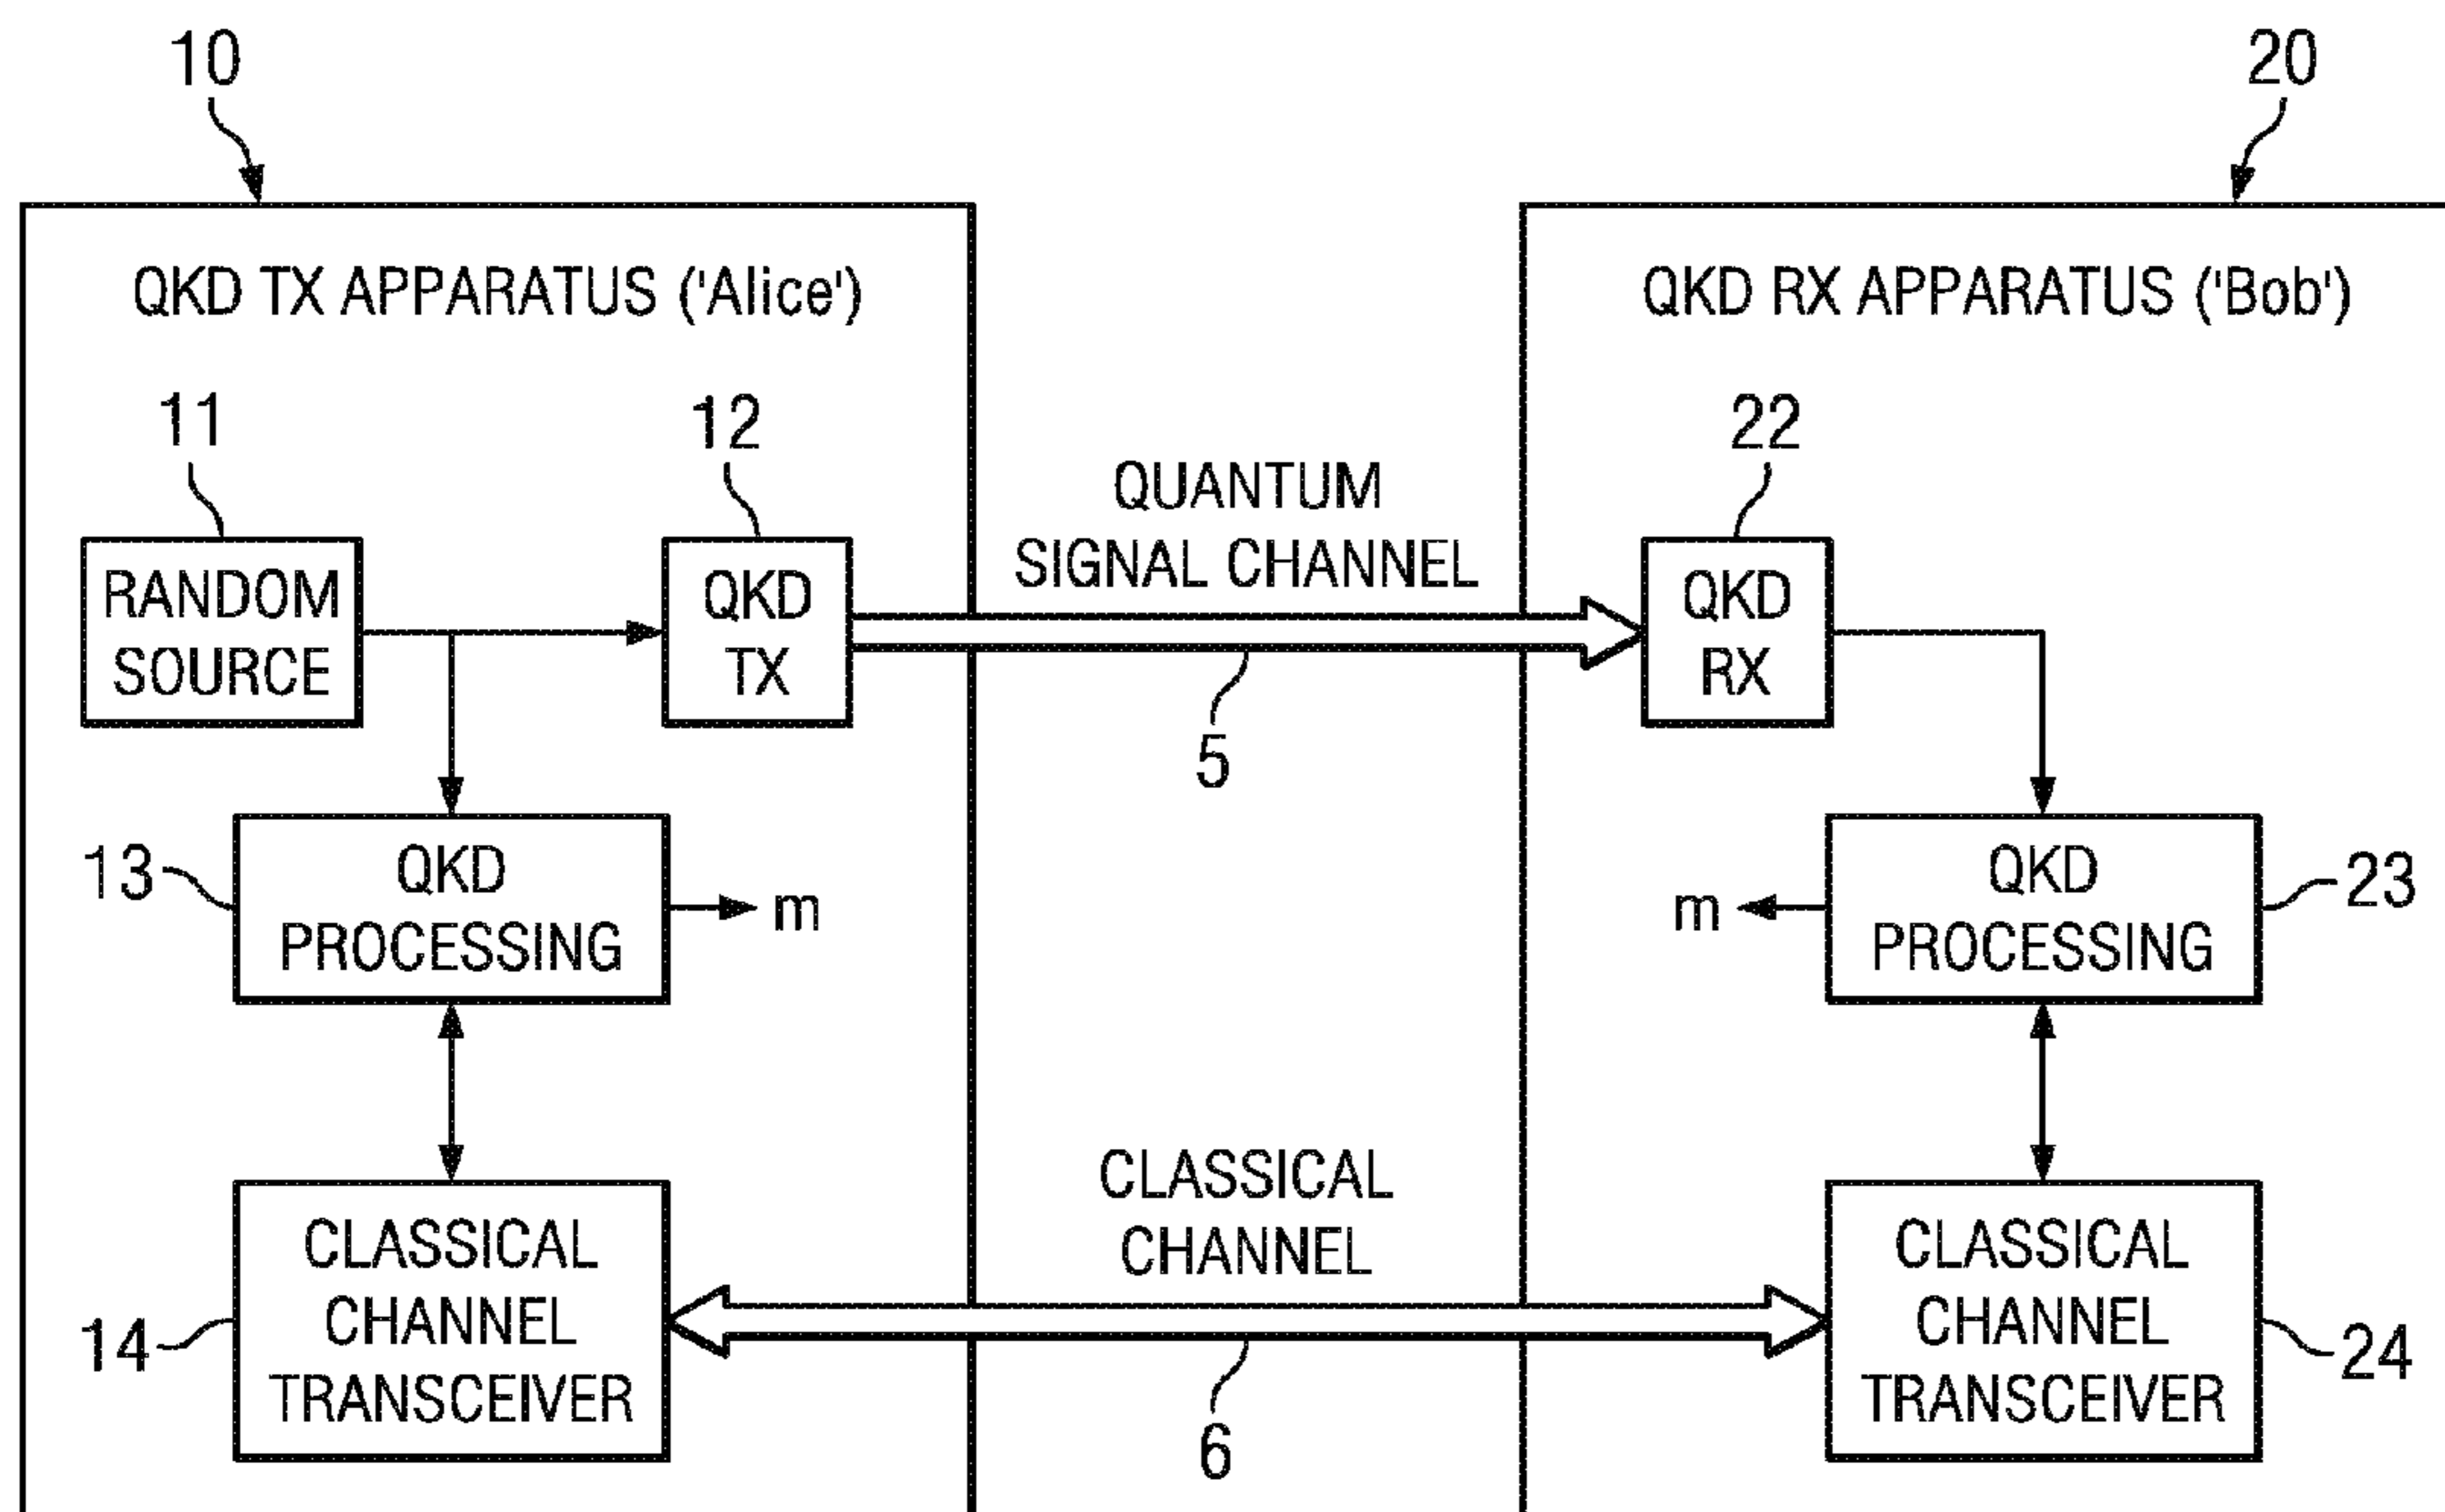 10
20
QKD TX APPARATUS ('Alice')
QKD RX APPARATUS ('Bob')
11
12
22
QUANTUM
SIGNAL CHANNEL
RANDOM
SOURCE
QKD
TX
QKD
RX
5
13
QKD
PROCESSING
m
m
QKD
PROCESSING
23
CLASSICAL
CHANNEL
14
CLASSICAL
CHANNEL
TRANSCEIVER
CLASSICAL
CHANNEL
TRANSCEIVER
24
6